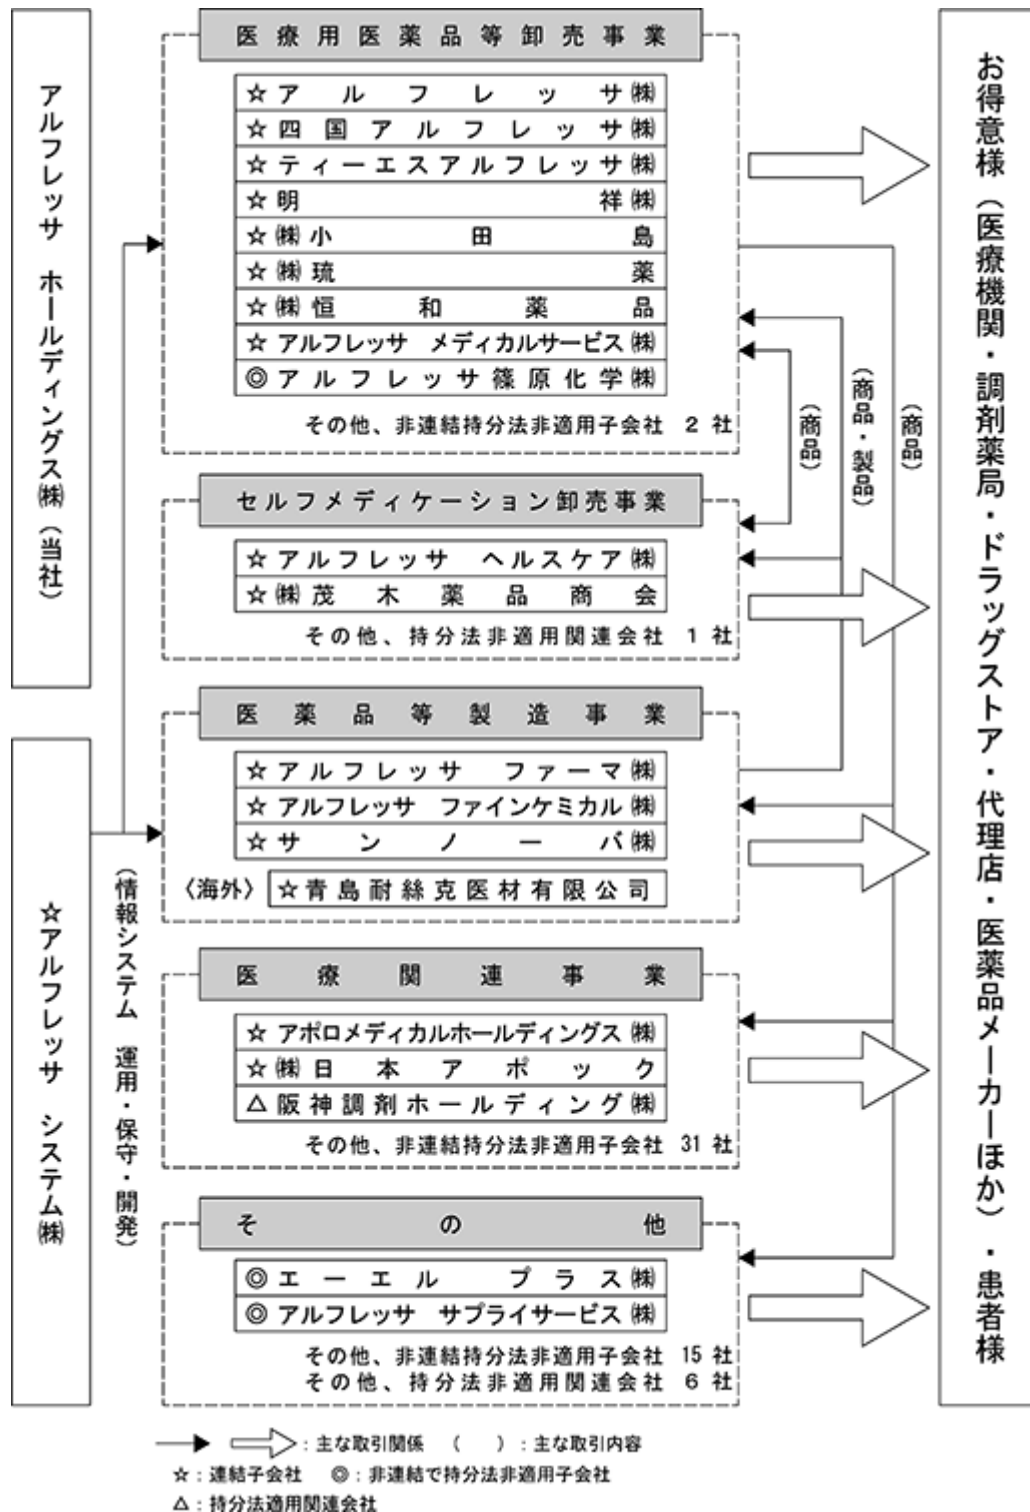 アルフレッサ ホールディングス㈱(当社)
☆アルフレッサ システム㈱
(情報システム 運用・保守・開発)
医療用医薬品等卸売事業
☆アルフレッサ㈱
☆四国アルフレッサ㈱
☆ティーエスアルフレッサ㈱
☆明祥㈱
☆㈱小田島
☆㈱琉薬
☆㈱恒和薬品
☆アルフレッサ メディカルサービス㈱
◎アルフレッサ篠原化学㈱
その他、非連結持分法非適用子会社 2 社
セルフメディケーション卸売事業
☆アルフレッサ ヘルスケア㈱
☆㈱茂木薬品商会
その他、持分法非適用関連会社 1 社
医薬品等製造事業
☆アルフレッサ ファーマ㈱
☆アルフレッサ ファインケミカル㈱
☆サンノーバ㈱
〈海外〉☆青島耐絲克医材有限公司
医療関連事業
☆アポロメディカルホールディングス㈱
☆㈱日本アポック
△阪神調剤ホールディング㈱
その他、非連結持分法非適用子会社 31 社
その他
◎エーエル プラス㈱
◎アルフレッサ サプライサービス㈱
その他、非連結持分法非適用子会社 15 社
その他、持分法非適用関連会社 6 社
(商品)
(商品・製品)
(商品)
お得意様(医療機関・調剤薬局・ドラッグストア・代理店・医薬品メーカーほか)・患者様
:主な取引関係 ( ):主な取引内容
☆:連結子会社 ◎:非連結で持分法非適用子会社
△:持分法適用関連会社